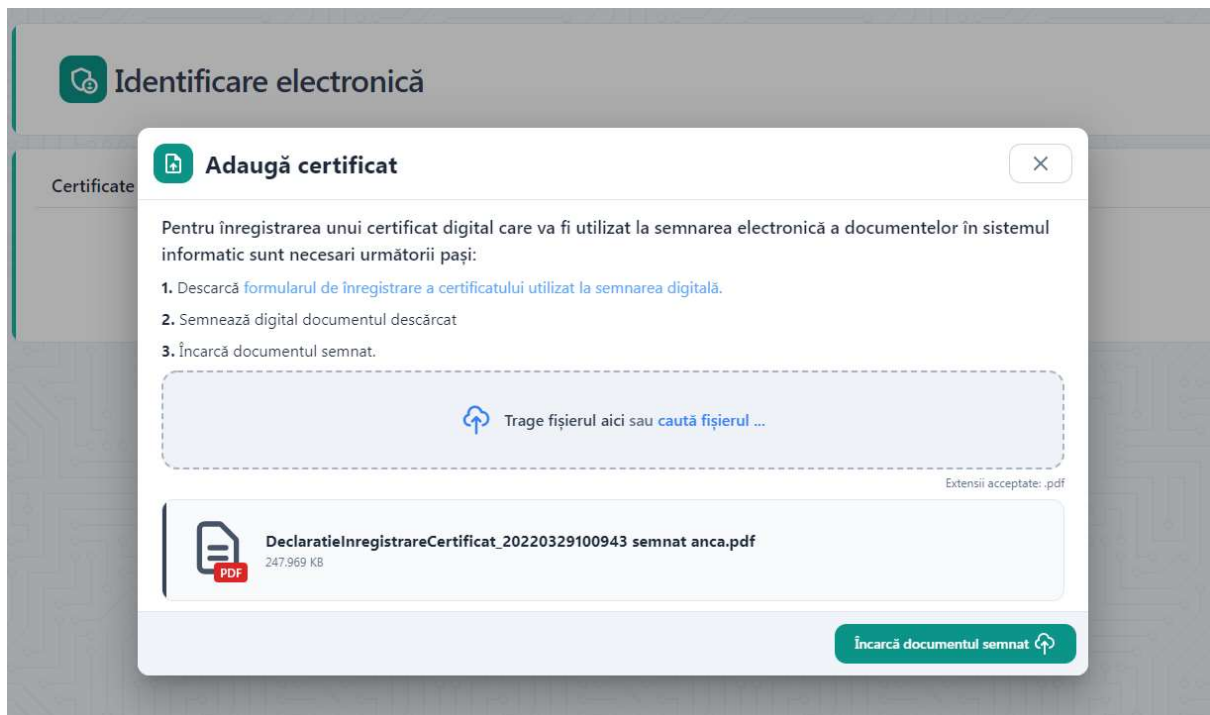 Identificare electronică
Adaugă certificat
Certificate
Pentru înregistrarea unui certificat digital care va fi utilizat la semnarea electronică a documentelor în sistemul
informatic sunt necesari următorii pași:
1. Descarcă formularul de înregistrare a certificatului utilizat la semnarea digitală.
2. Semnează digital documentul descărcat
3. Încarcă documentul semnat.
Trage fișierul aici sau caută fișierul ...
Extensii acceptate: .pdf
DeclaratieInregistrareCertificat_20220329100943 semnat anca.pdf
247.969 KB
PDF
Încarcă documentul semnat